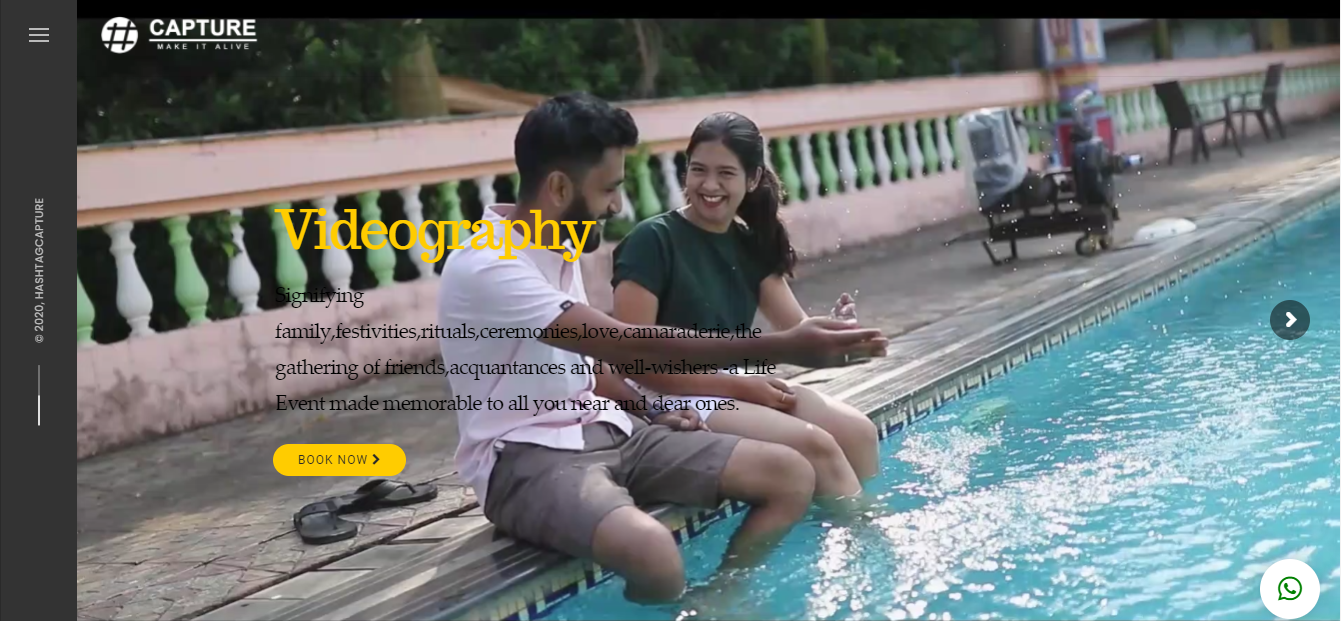 # CAPTURE
MAKE IT ALIVE
© 2020, HASHTAGCAPTURE
Videography
Signifying
family,festivities,rituals,ceremonies,love,camaraderie,the
gathering of friends,acquantances and well-wishers -a Life
Event made memorable to all you near and dear ones.
BOOK NOW